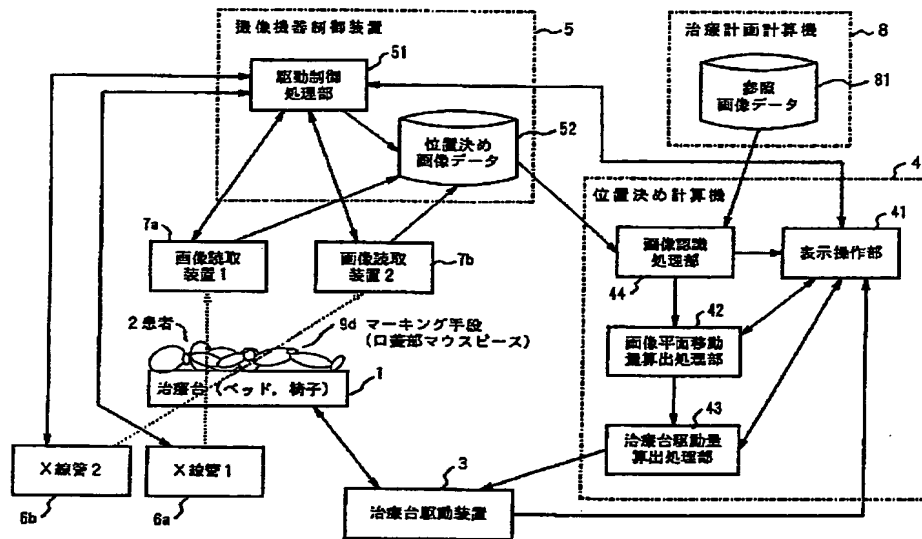 撮像機器制御装置
5
51
駆動制御
処理部
52
位置決め
画像データ
治療計画計算機
8
参照
画像データ
81
7a
画像読取
装置1
画像読取
装置2
7b
4
位置決め計算機
41
画像認識
処理部
44
表示操作部
42
画像平面移動
量算出処理部
43
治療台駆動量
算出処理部
2患者
9d マーキング手段
(口蓋部マウスピース)
治療台(ベッド,椅子)
1
X線管2
6b
X線管1
6a
3
治療台駆動装置